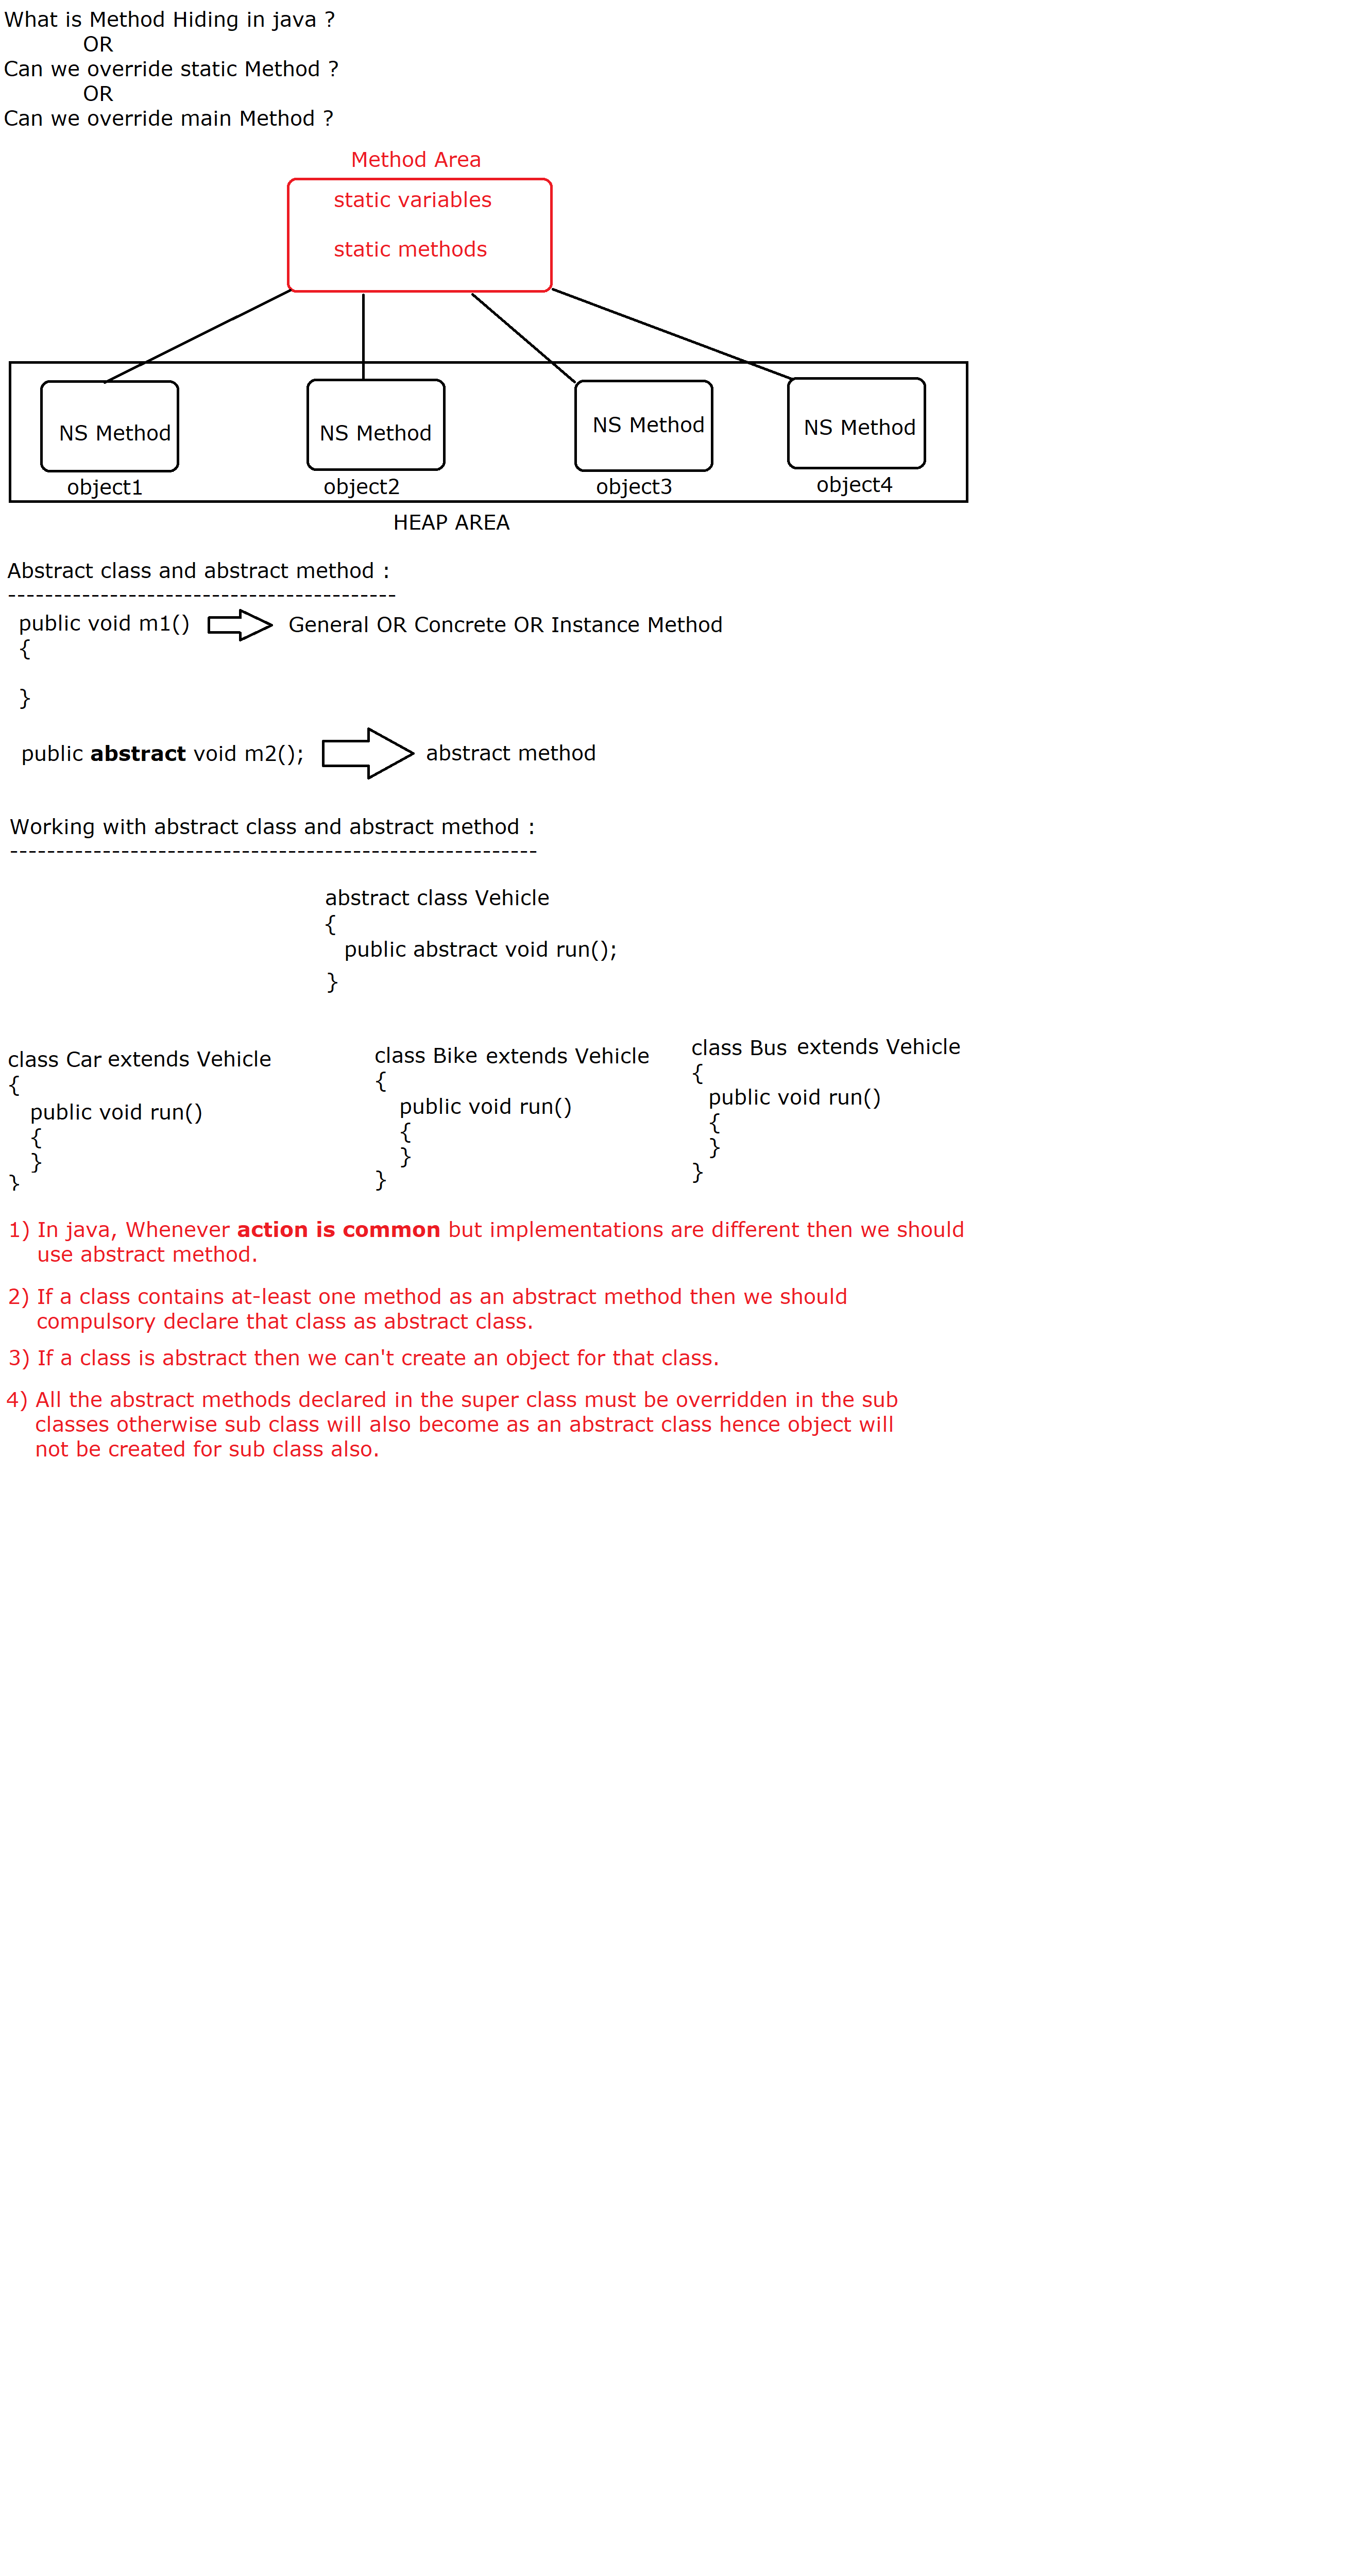 What is Method Hiding in java ?
OR
Can we override static Method ?
OR
Can we override main Method ?
Method Area
static variables
static methods
NS Method
NS Method
NS Method
NS Method
object1
object2
object3
object4
HEAP AREA
Abstract class and abstract method :
------------------------------------------
public void m1()
General OR Concrete OR Instance Method
{
}
public abstract void m2();
abstract method
Working with abstract class and abstract method :
---------------------------------------------------------
abstract class Vehicle
{
public abstract void run();
}
class Car extends Vehicle
{
public void run()
{
}
}
class Bike extends Vehicle
{
public void run()
{
}
}
class Bus extends Vehicle
{
public void run()
{
}
}
1) In java, Whenever action is common but implementations are different then we should
use abstract method.
2) If a class contains at-least one method as an abstract method then we should
compulsory declare that class as abstract class.
3) If a class is abstract then we can't create an object for that class.
4) All the abstract methods declared in the super class must be overridden in the sub
classes otherwise sub class will also become as an abstract class hence object will
not be created for sub class also.